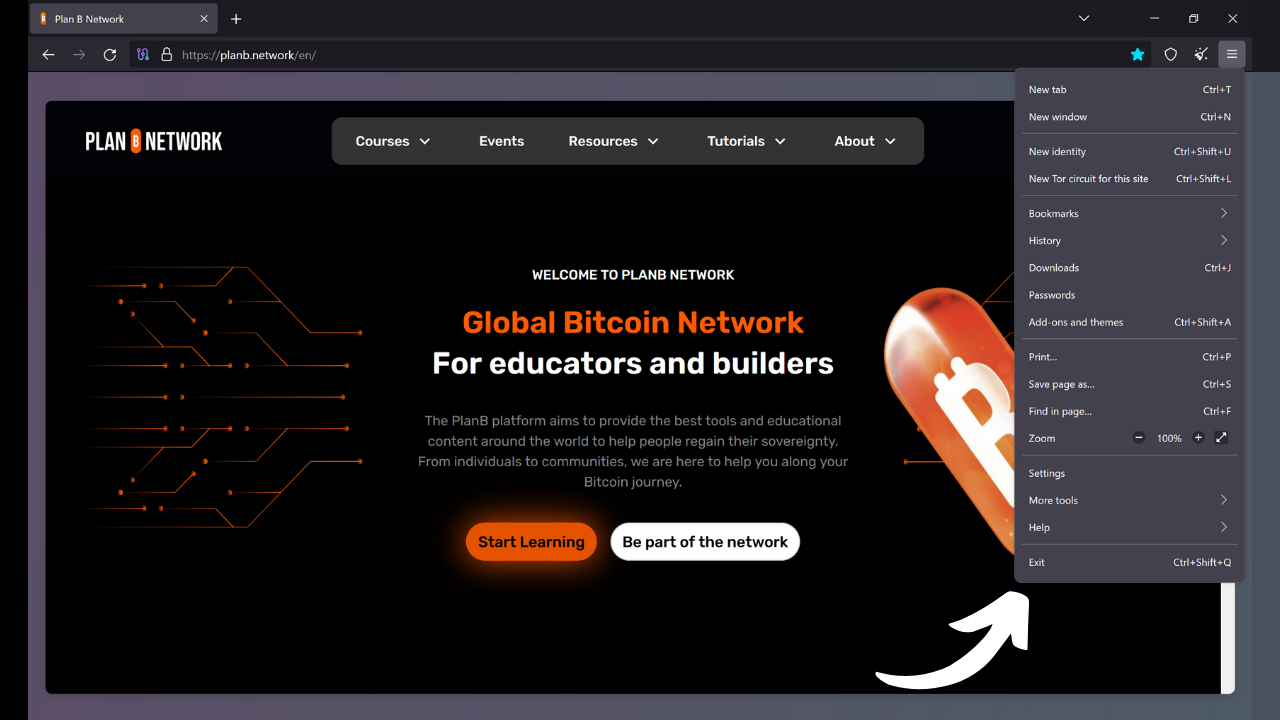 Plan B Network
https://planb.network/en/
PLAN B NETWORK
Courses
Events
Resources
Tutorials
About
WELCOME TO PLANB NETWORK
Global Bitcoin Network
For educators and builders
The PlanB platform aims to provide the best tools and educational
content around the world to help people regain their sovereignty.
From individuals to communities, we are here to help you along your
Bitcoin journey.
Start Learning
Be part of the network
New tab Ctrl+T
New window Ctrl+N
New identity Ctrl+Shift+U
New Tor circuit for this site Ctrl+Shift+L
Bookmarks
History
Downloads Ctrl+J
Passwords
Add-ons and themes Ctrl+Shift+A
Print... Ctrl+P
Save page as... Ctrl+S
Find in page... Ctrl+F
Zoom 100%
Settings
More tools
Help
Exit Ctrl+Shift+Q